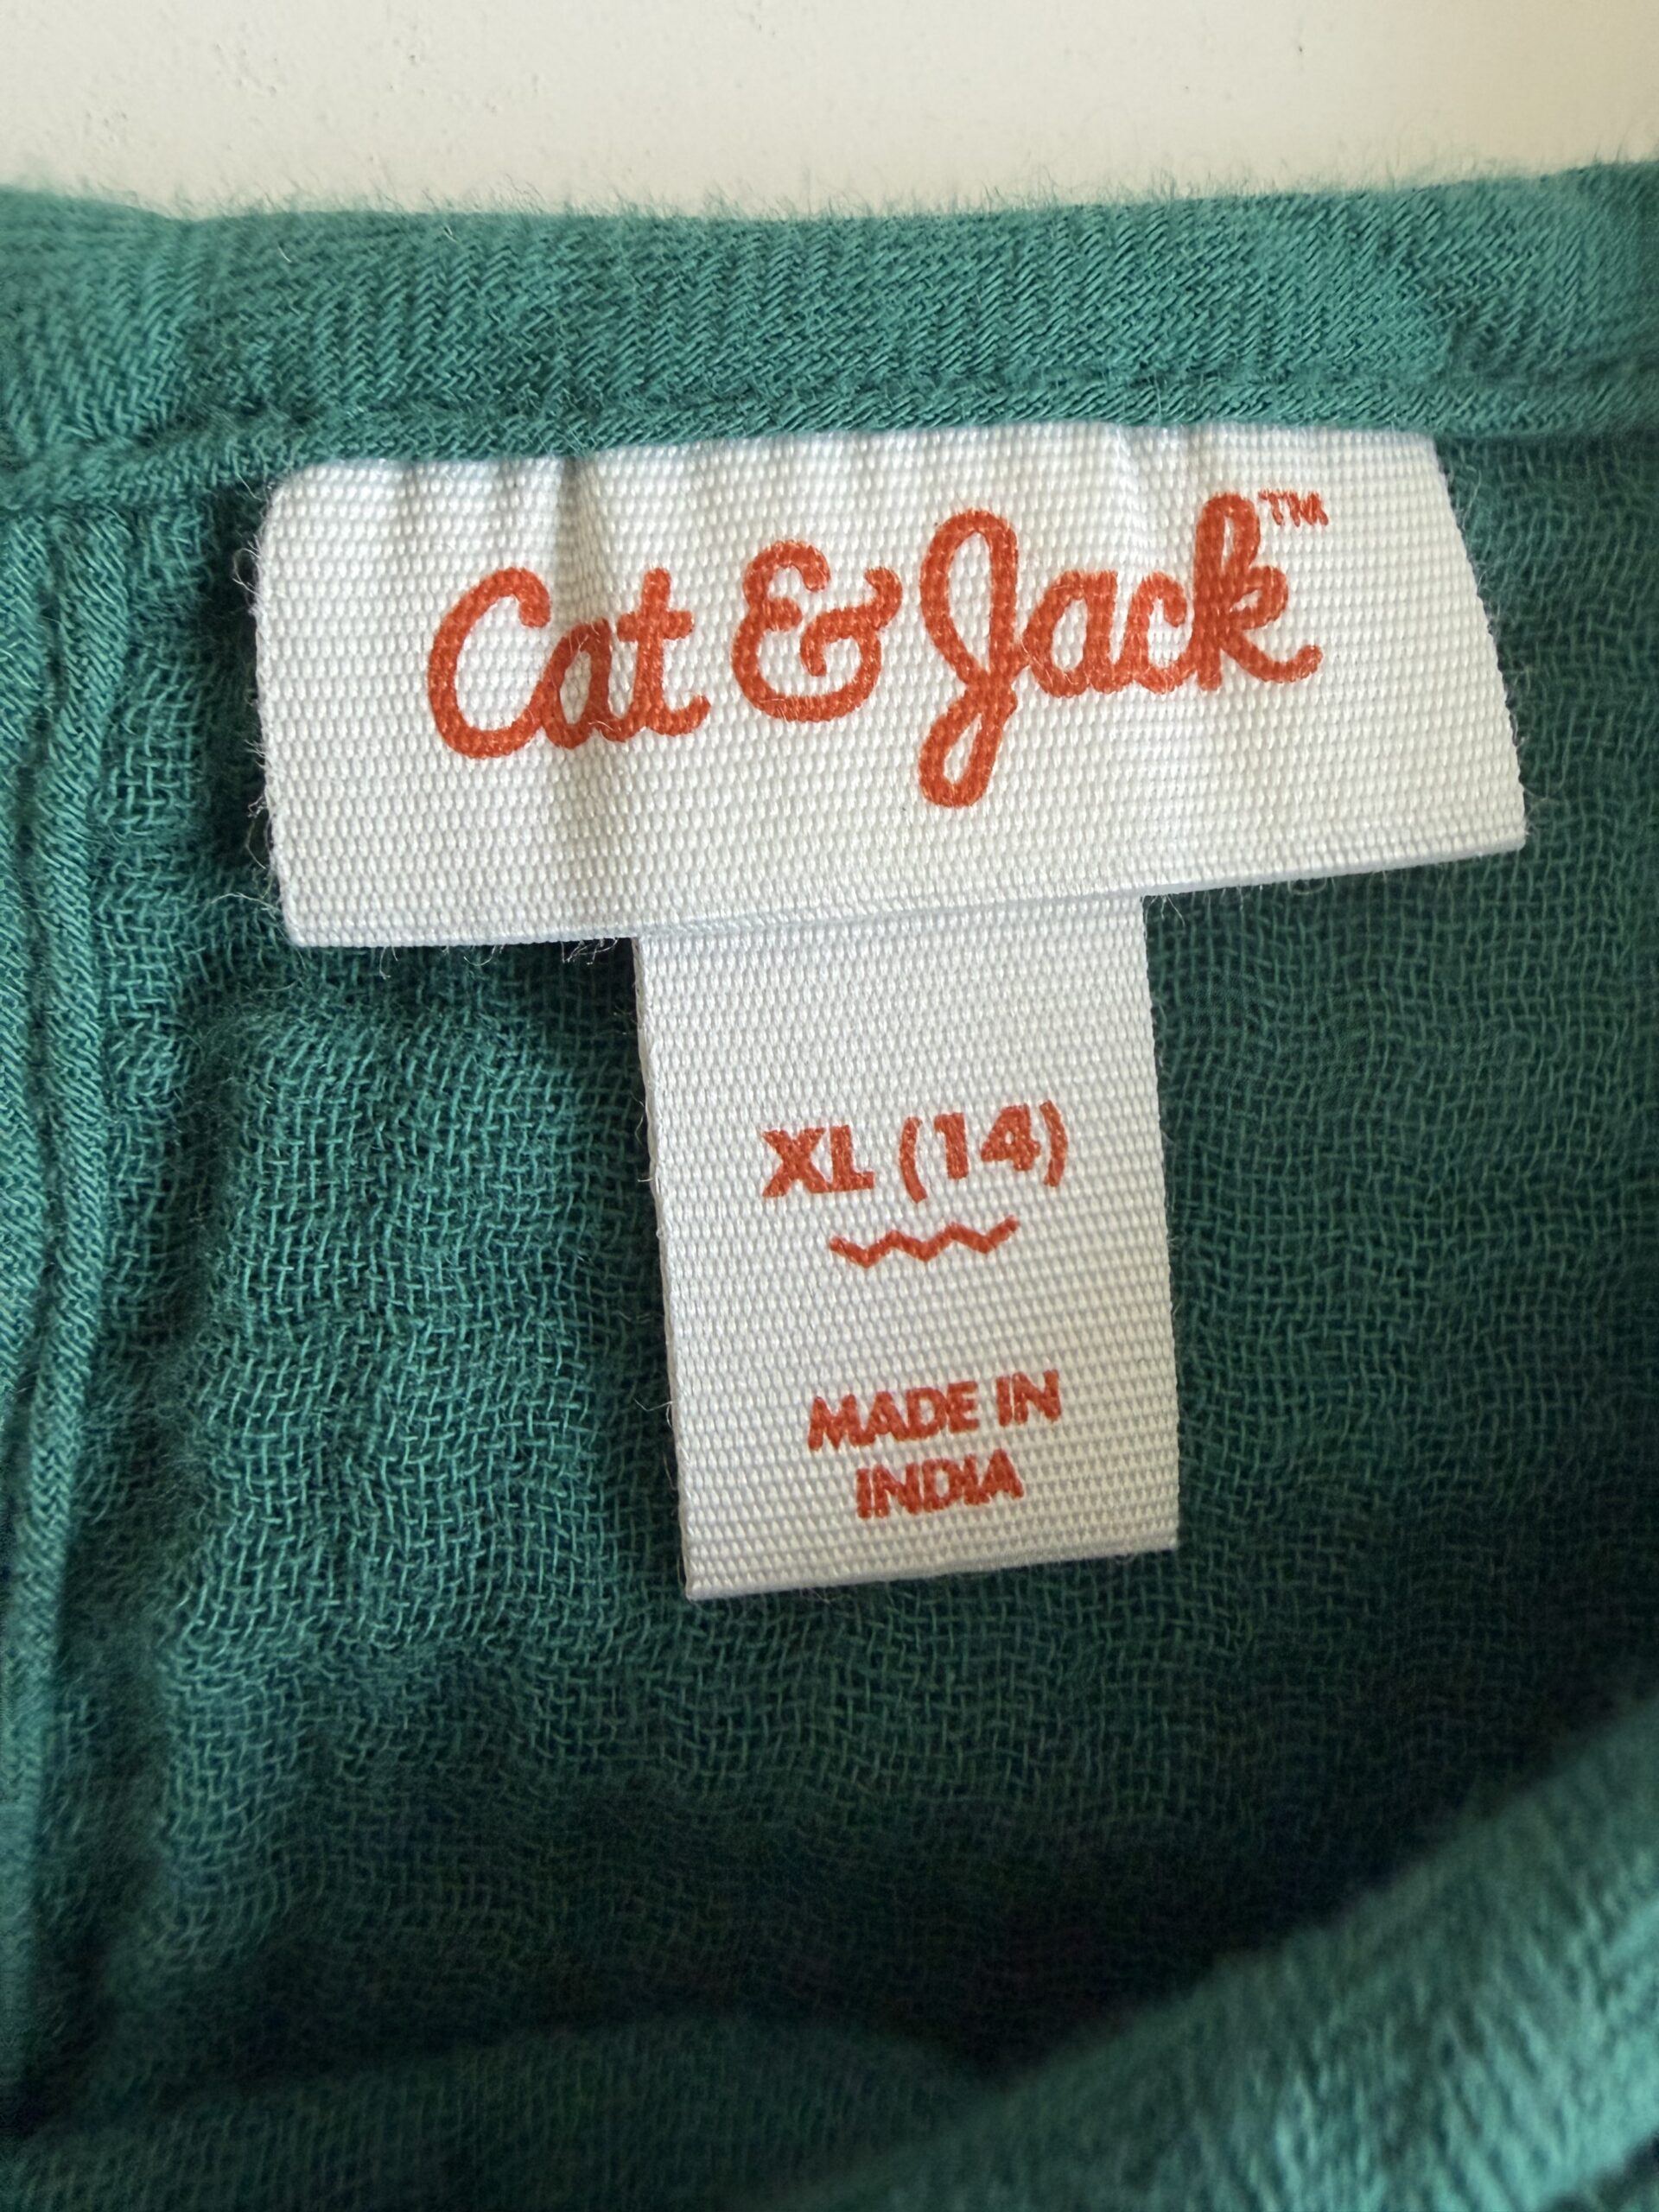 Cat & Jack™
XL (14)
MADE IN
INDIA